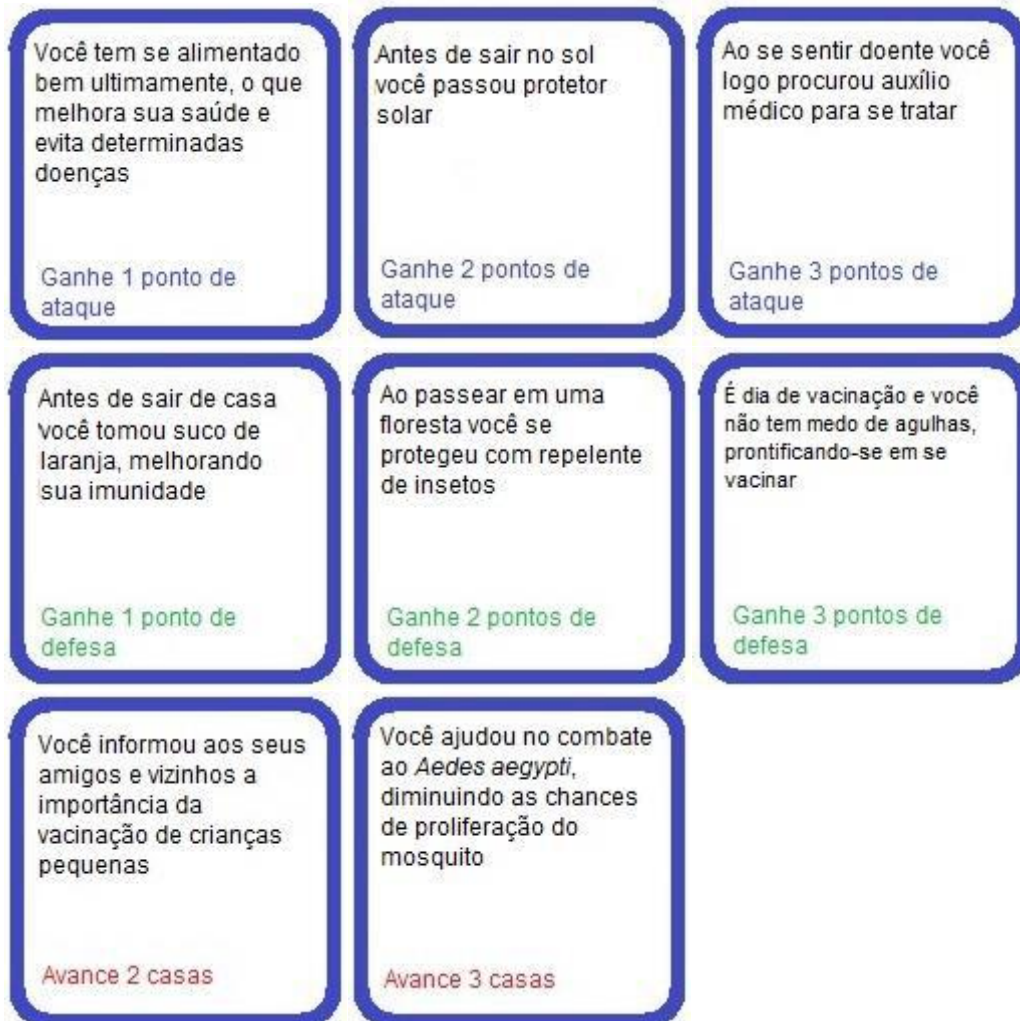 Você tem se alimentado
bem ultimamente, o que
melhora sua saúde e
evita determinadas
doenças
Ganhe 1 ponto de
ataque
Antes de sair no sol
você passou protetor
solar
Ganhe 2 pontos de
ataque
Ao se sentir doente você
logo procurou auxílio
médico para se tratar
Ganhe 3 pontos de
ataque
Antes de sair de casa
você tomou suco de
laranja, melhorando
sua imunidade
Ganhe 1 ponto de
defesa
Ao passear em uma
floresta você se
protegeu com repelente
de insetos
Ganhe 2 pontos de
defesa
É dia de vacinação e você
não tem medo de agulhas,
prontificando-se em se
vacinar
Ganhe 3 pontos de
defesa
Você informou aos seus
amigos e vizinhos a
importância da
vacinação de crianças
pequenas
Avance 2 casas
Você ajudou no combate
ao Aedes aegypti,
diminuindo as chances
de proliferação do
mosquito
Avance 3 casas